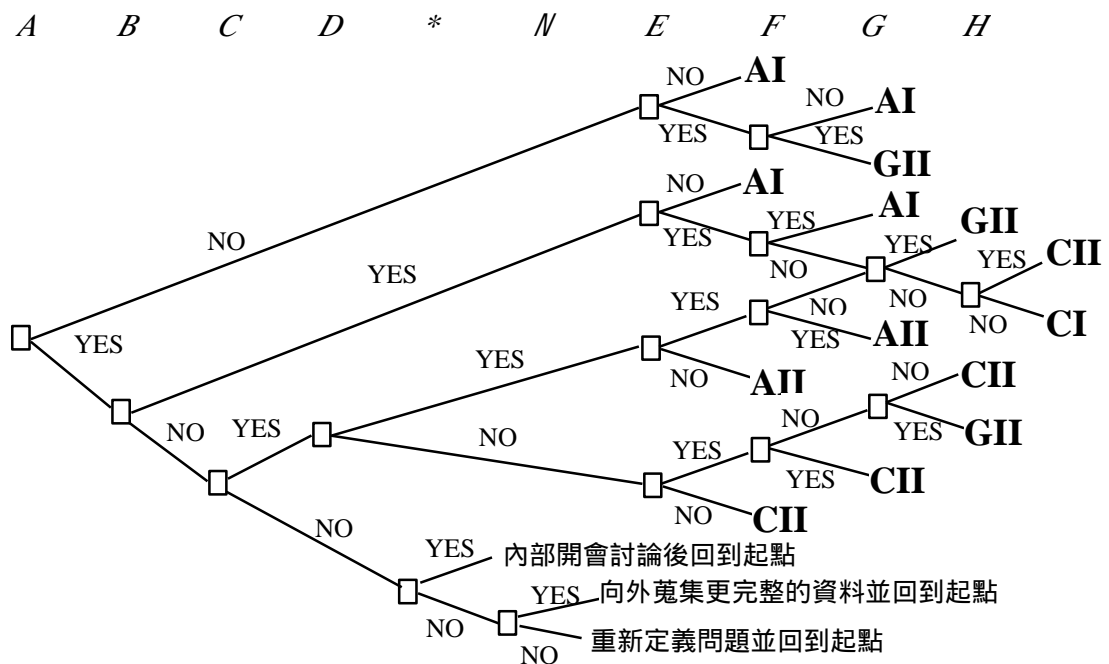 A B C D * N E F G H
NO AI
NO AI
YES YES
GII
NO AI
YES AI
NO
GII
YES
YES
YES
CII
YES
NO
YES
NO
NO
NO
CI
YES
YES
AII
YES
NO
AII
NO
CII
NO
YES
NO
NO
YES
GII
YES
YES
CII
NO
CII
NO
YES 內部開會討論後回到起點
YES 向外蒐集更完整的資料並回到起點
NO
重新定義問題並回到起點
NO